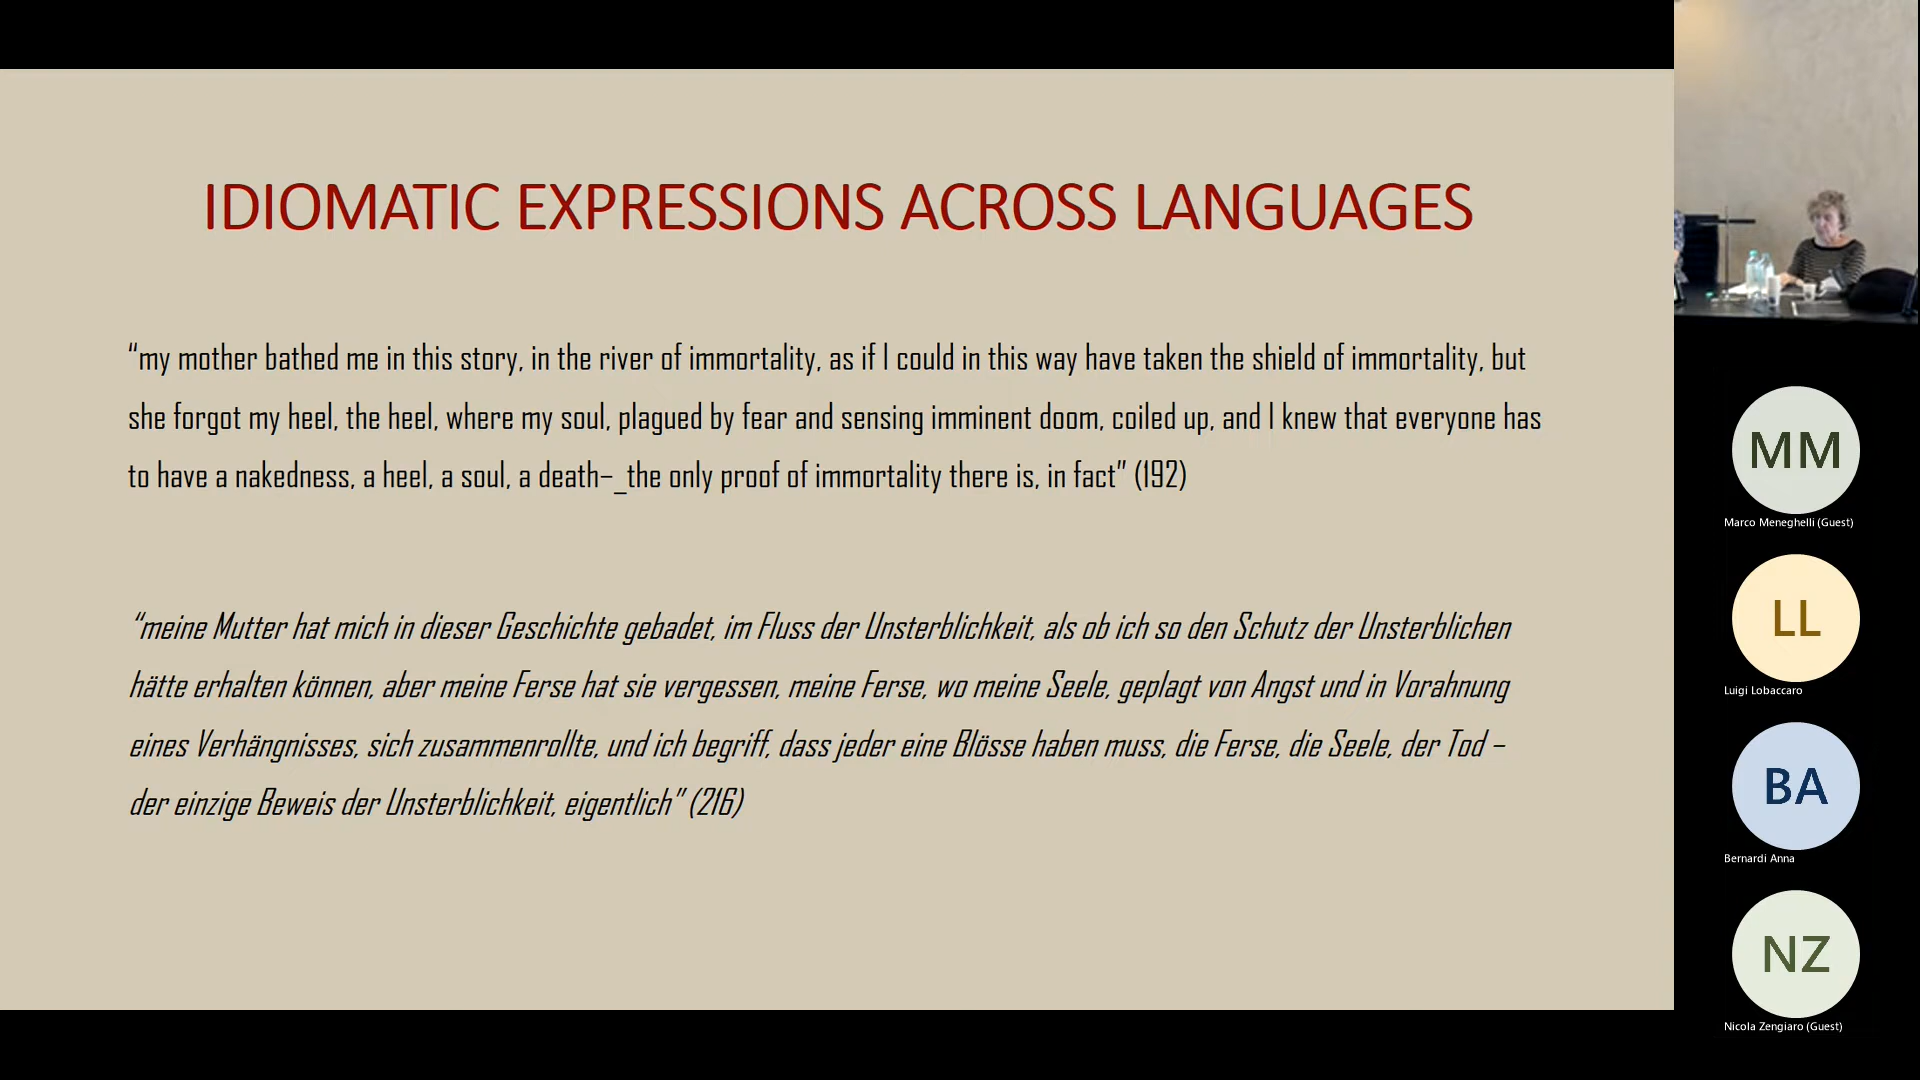 IDIOMATIC EXPRESSIONS ACROSS LANGUAGES
“my mother bathed me in this story, in the river of immortality, as if I could in this way have taken the shield of immortality, but
she forgot my heel, the heel, where my soul, plagued by fear and sensing imminent doom, coiled up, and I knew that everyone has
to have a nakedness, a heel, a soul, a death–_the only proof of immortality there is, in fact” (192)
“meine Mutter hat mich in dieser Geschichte gebadet, im Fluss der Unsterblichkeit, als ob ich so den Schutz der Unsterblichen
hätte erhalten können, aber meine Ferse hat sie vergessen, meine Ferse, wo meine Seele, geplagt von Angst und in Vorahnung
eines Verhängnisses, sich zusammenrollte, und ich begriff, dass jeder eine Blösse haben muss, die Ferse, die Seele, der Tod –
der einzige Beweis der Unsterblichkeit, eigentlich” (216)
MM
Marco Meneghelli (Guest)
LL
Luigi Lobaccaro
BA
Bernardi Anna
NZ
Nicola Zengiaro (Guest)